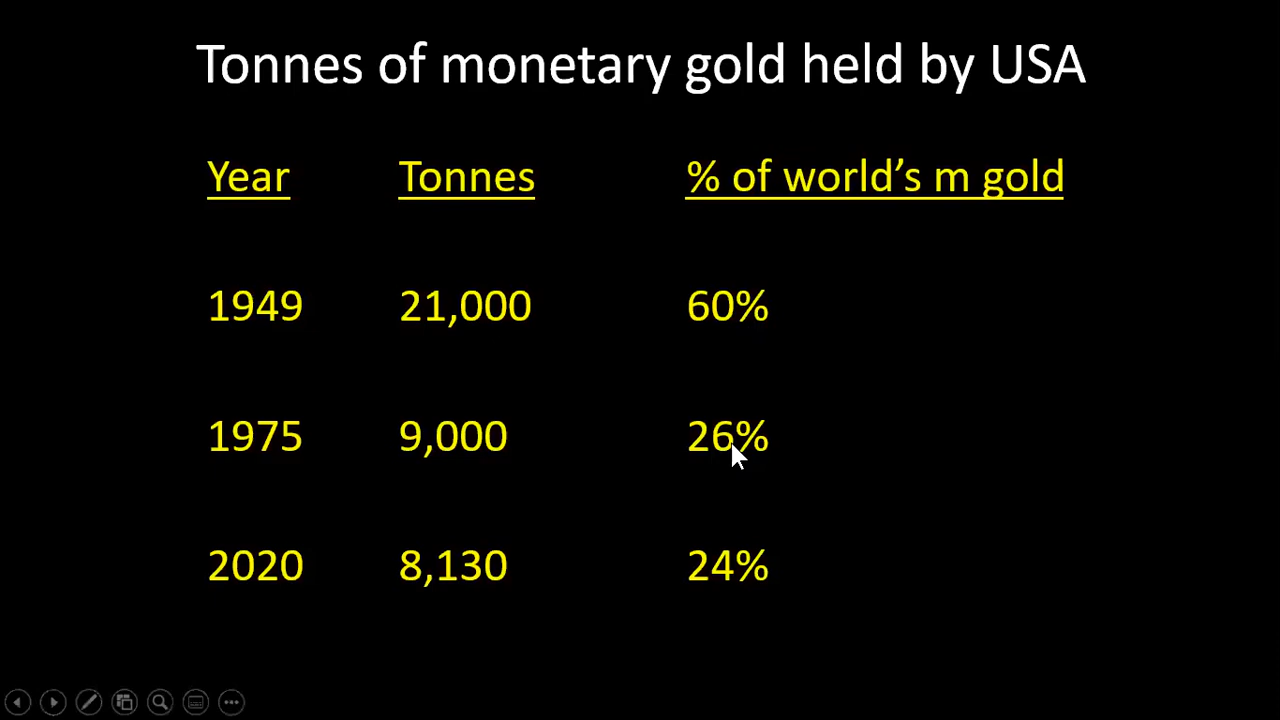 Tonnes of monetary gold held by USA
Year Tonnes % of world’s m gold
1949 21,000 60%
1975 9,000 26%
2020 8,130 24%